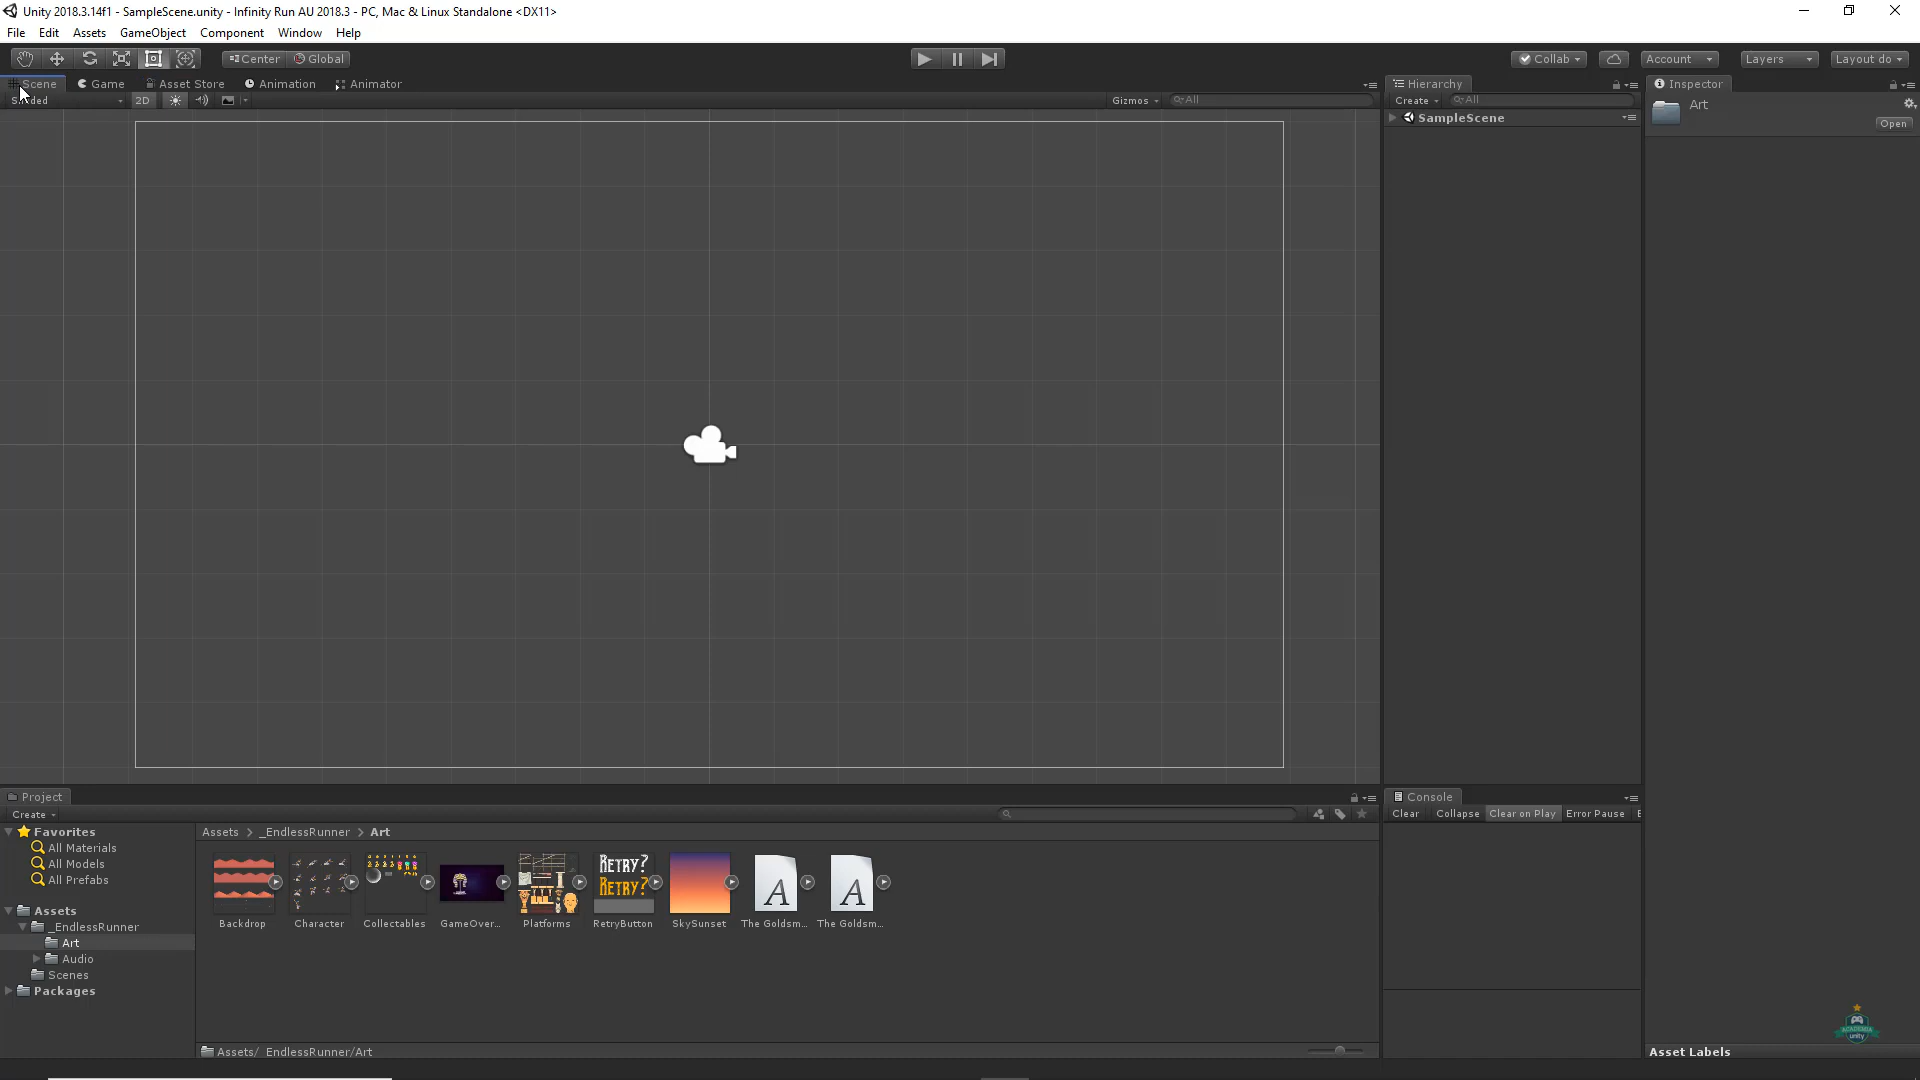 Unity 2018.3.14f1 - SampleScene.unity - Infinity Run AU 2018.3 - PC, Mac & Linux Standalone <DX11>
File Edit Assets GameObject Component Window Help
Center Global Collab Account Layers Layout do
Scene Game Asset Store Animation Animator Hierarchy Inspector
2D Gizmos All Create All Art
Open
SampleScene
Project Console
Create Clear Collapse Clear on Play Error Pause E
Favorites Assets > _EndlessRunner > Art
All Materials
All Models
All Prefabs
RETRY?
RETRY?
A A
Assets
_EndlessRunner
Backdrop Character Collectables GameOver... Platforms RetryButton SkySunset The Goldsm... The Goldsm...
Art
Audio
Scenes
Packages
ACADEMIA
unity
Assets/_EndlessRunner/Art Asset Labels